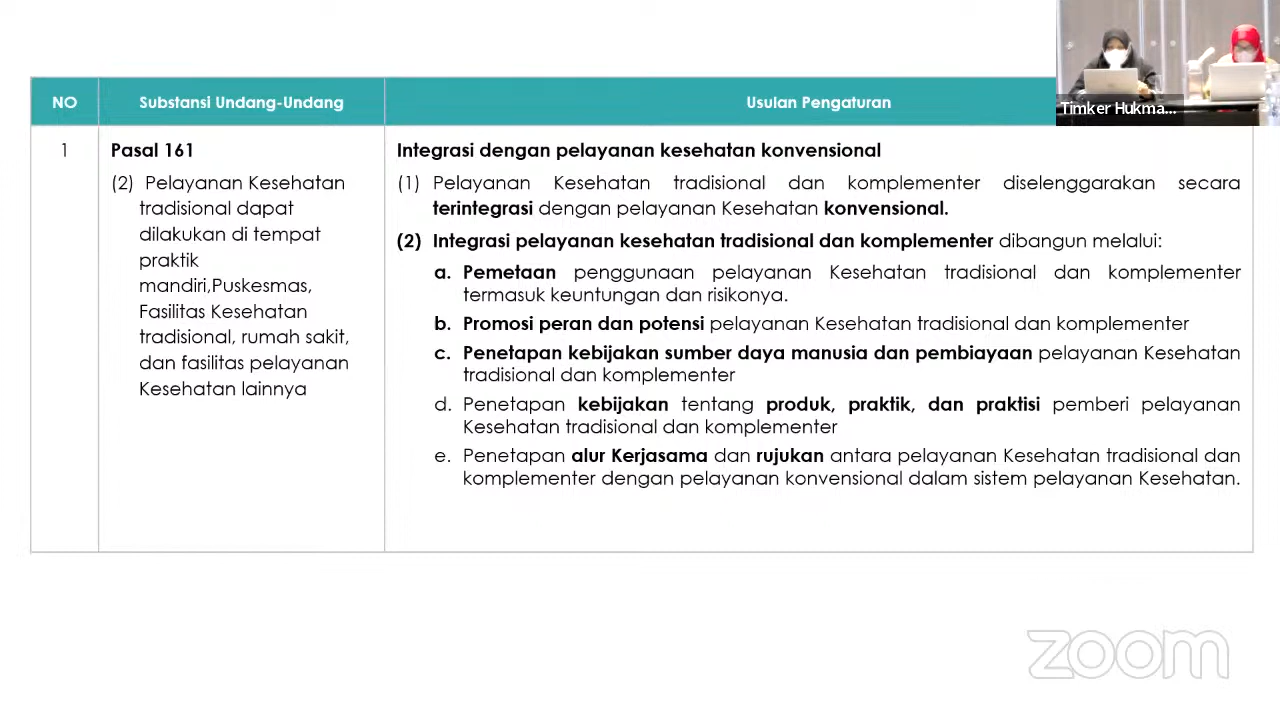 NO
Substansi Undang-Undang
Usulan Pengaturan
Timker Hukma...
1
Pasal 161
(2) Pelayanan Kesehatan
tradisional dapat
dilakukan di tempat
praktik
mandiri,Puskesmas,
Fasilitas Kesehatan
tradisional, rumah sakit,
dan fasilitas pelayanan
Kesehatan lainnya
Integrasi dengan pelayanan kesehatan konvensional
(1) Pelayanan Kesehatan tradisional dan komplementer diselenggarakan secara
terintegrasi dengan pelayanan Kesehatan konvensional.
(2) Integrasi pelayanan kesehatan tradisional dan komplementer dibangun melalui:
a. Pemetaan penggunaan pelayanan Kesehatan tradisional dan komplementer
termasuk keuntungan dan risikonya.
b. Promosi peran dan potensi pelayanan Kesehatan tradisional dan komplementer
c. Penetapan kebijakan sumber daya manusia dan pembiayaan pelayanan Kesehatan
tradisional dan komplementer
d. Penetapan kebijakan tentang produk, praktik, dan praktisi pemberi pelayanan
Kesehatan tradisional dan komplementer
e. Penetapan alur Kerjasama dan rujukan antara pelayanan Kesehatan tradisional dan
komplementer dengan pelayanan konvensional dalam sistem pelayanan Kesehatan.
zoom